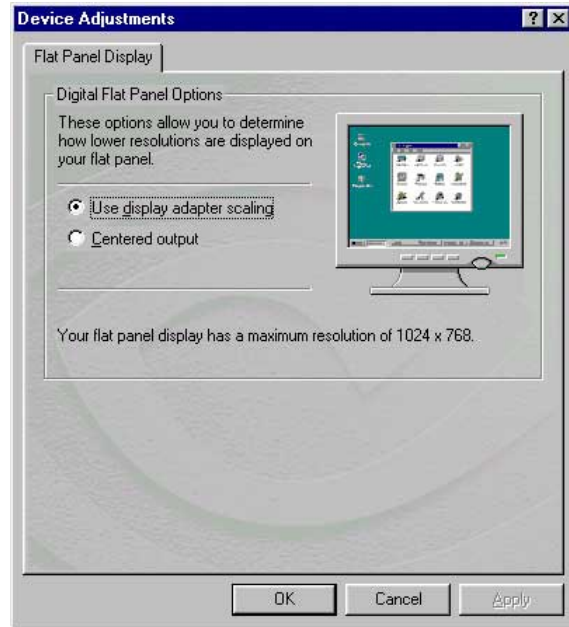 Device Adjustments
Flat Panel Display
Digital Flat Panel Options
These options allow you to determine
how lower resolutions are displayed on
your flat panel.
Use display adapter scaling
Centered output
Your flat panel display has a maximum resolution of 1024 x 768.
OK
Cancel
Apply